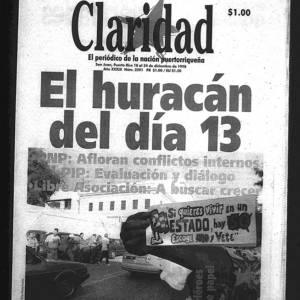 $1.00
Claridad
El periódico de la nación puertorriqueña
San Juan, Puerto Rico 18 al 24 de diciembre de 1998
El huracán
del día 13
PNP: Afloran conflictos internos
PIP: Evaluación y diálogo
Libre Asociación: A buscar crecer
Si quieres vivir en un
ESTADO, hay
Escoge y Vete